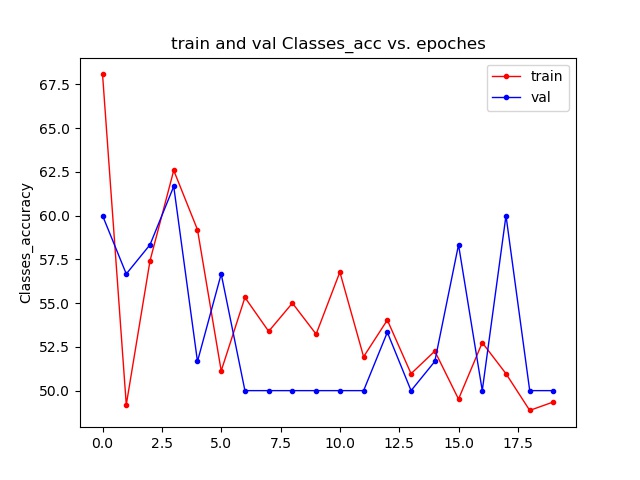 train and val Classes_acc vs. epoches
train
val
Classes_accuracy
67.5
65.0
62.5
60.0
57.5
55.0
52.5
50.0
0.0 2.5 5.0 7.5 10.0 12.5 15.0 17.5